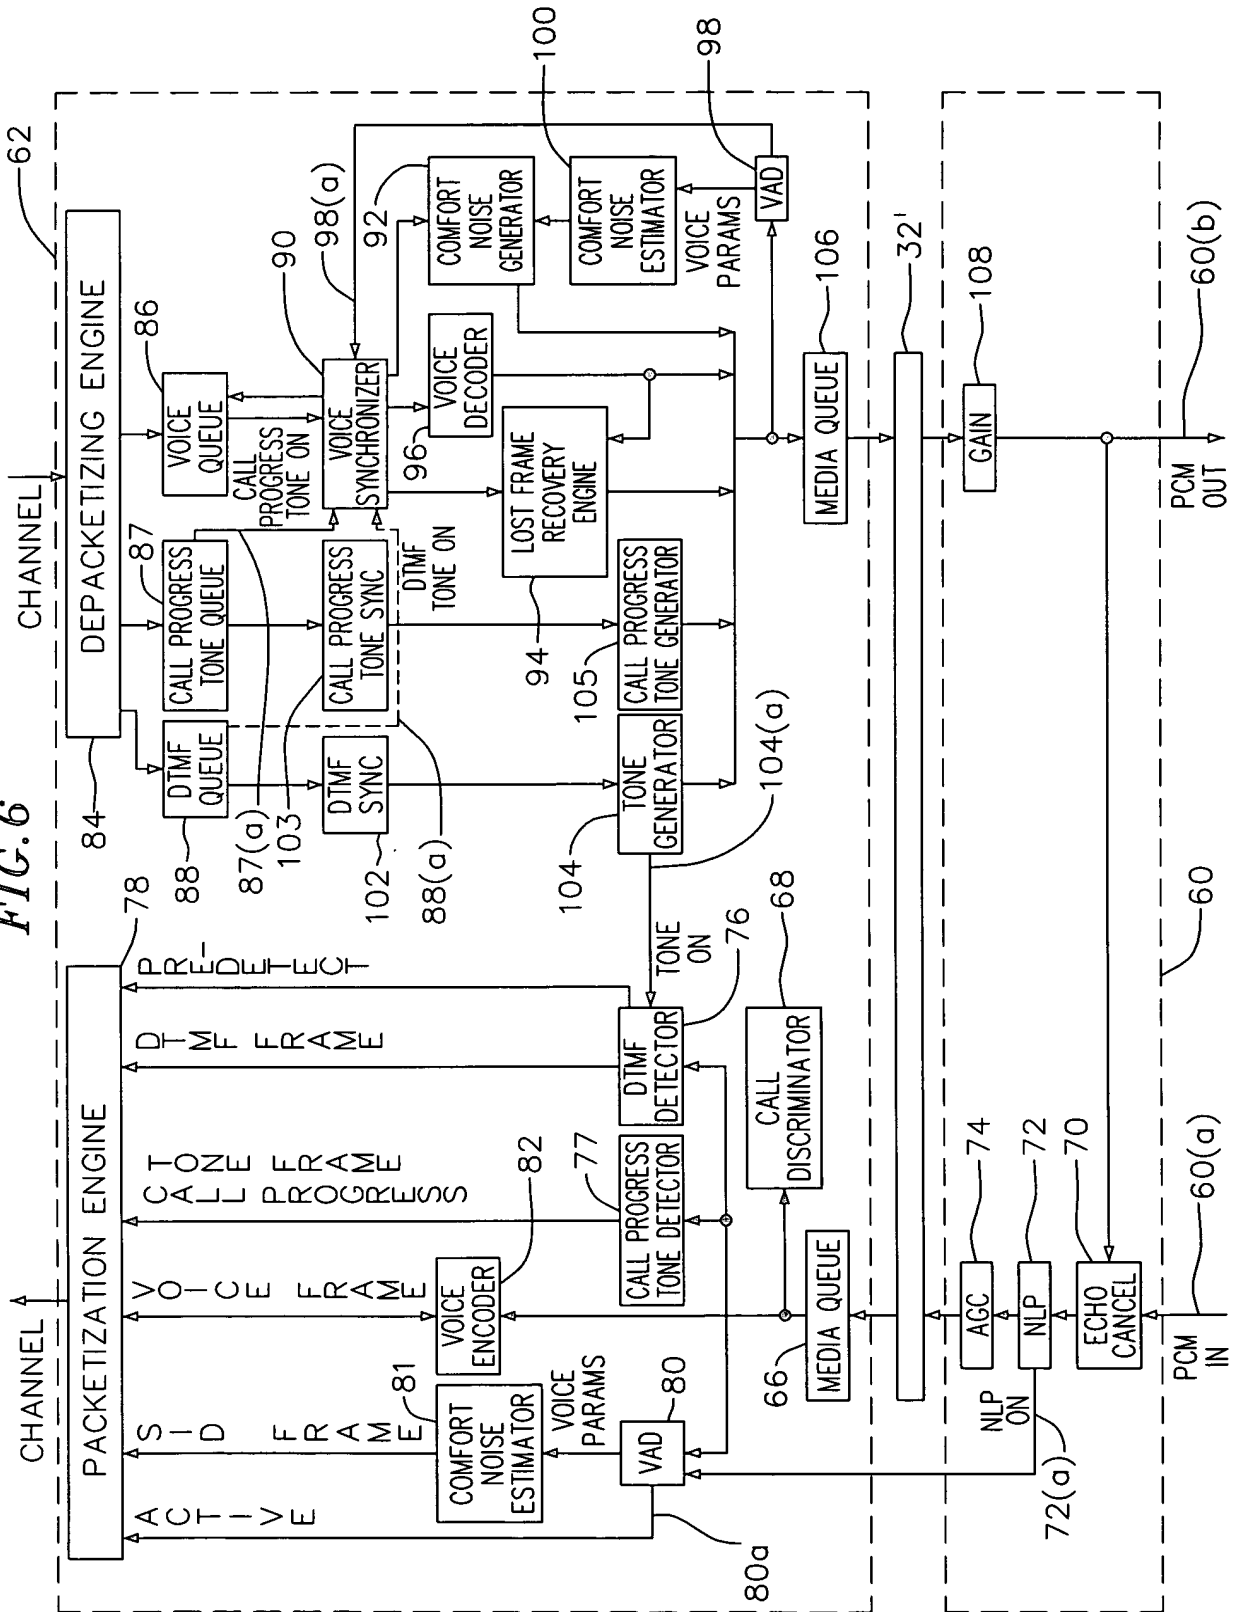 FIG. 6
CHANNEL
PACKETIZATION ENGINE
78
ACTIVE
SID FRAME
VOICE FRAME
CALL PROGRESS
TONE FRAME
DTMF FRAME
PRE-DETECT
80a
COMFORT
NOISE
ESTIMATOR
81
VOICE
PARAMS
VAD
80
VOICE
ENCODER
82
CALL PROGRESS
TONE DETECTOR
77
DTMF
DETECTOR
76
TONE
ON
104(a)
CALL
DISCRIMINATOR
68
MEDIA QUEUE
66
AGC
74
NLP
72
NLP
ON
72(a)
ECHO
CANCEL
70
PCM
IN
60(a)
60
CHANNEL
62
DEPACKETIZING ENGINE
84
DTMF
QUEUE
88
CALL PROGRESS
TONE QUEUE
87
VOICE
QUEUE
86
87(a)
CALL
PROGRESS
TONE ON
DTMF
SYNC
102
CALL PROGRESS
TONE SYNC
103
88(a)
DTMF
TONE ON
VOICE
SYNCHRONIZER
90
98(a)
VOICE
DECODER
96
COMFORT
NOISE
GENERATOR
92
LOST FRAME
RECOVERY
ENGINE
94
COMFORT
NOISE
ESTIMATOR
100
TONE
GENERATOR
104
CALL PROGRESS
TONE GENERATOR
105
VOICE
PARAMS
VAD
98
MEDIA QUEUE
106
32'
GAIN
108
PCM
OUT
60(b)